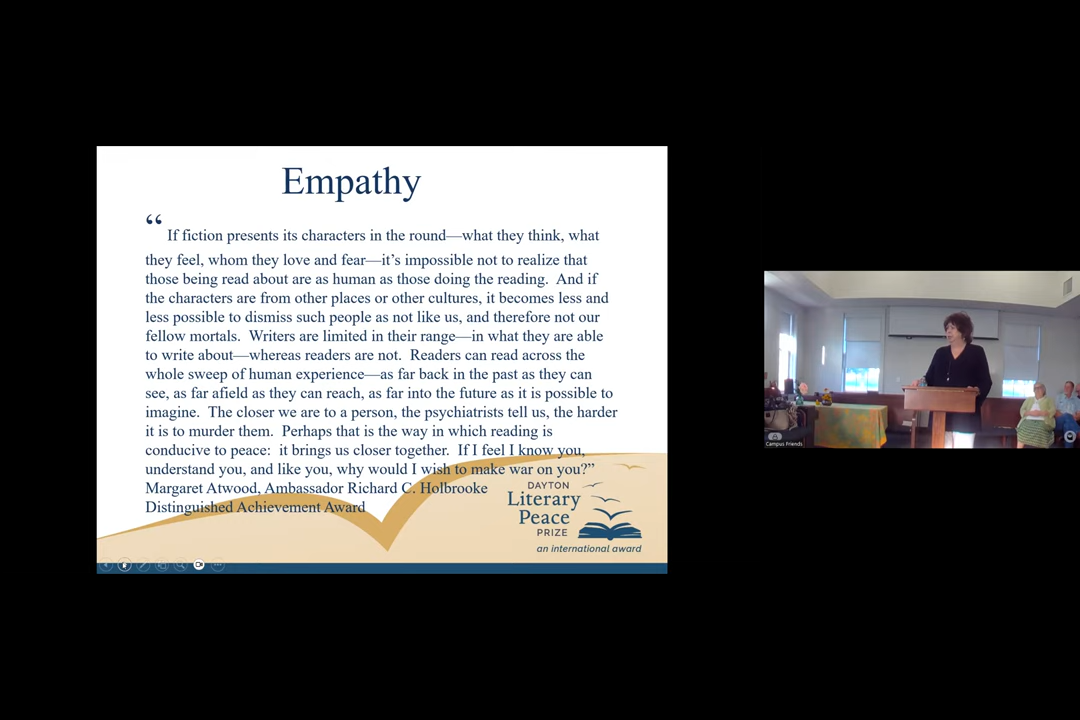 Empathy
“ If fiction presents its characters in the round—what they think, what
they feel, whom they love and fear—it’s impossible not to realize that
those being read about are as human as those doing the reading.  And if
the characters are from other places or other cultures, it becomes less and
less possible to dismiss such people as not like us, and therefore not our
fellow mortals.  Writers are limited in their range—in what they are able
to write about—whereas readers are not.  Readers can read across the
whole sweep of human experience—as far back in the past as they can
see, as far afield as they can reach, as far into the future as it is possible to
imagine.  The closer we are to a person, the psychiatrists tell us, the harder
it is to murder them.  Perhaps that is the way in which reading is
conducive to peace:  it brings us closer together.  If I feel I know you,
understand you, and like you, why would I wish to make war on you?”
Margaret Atwood, Ambassador Richard C. Holbrooke
Distinguished Achievement Award
DAYTON
Literary
Peace
PRIZE
an international award
Campus Friends